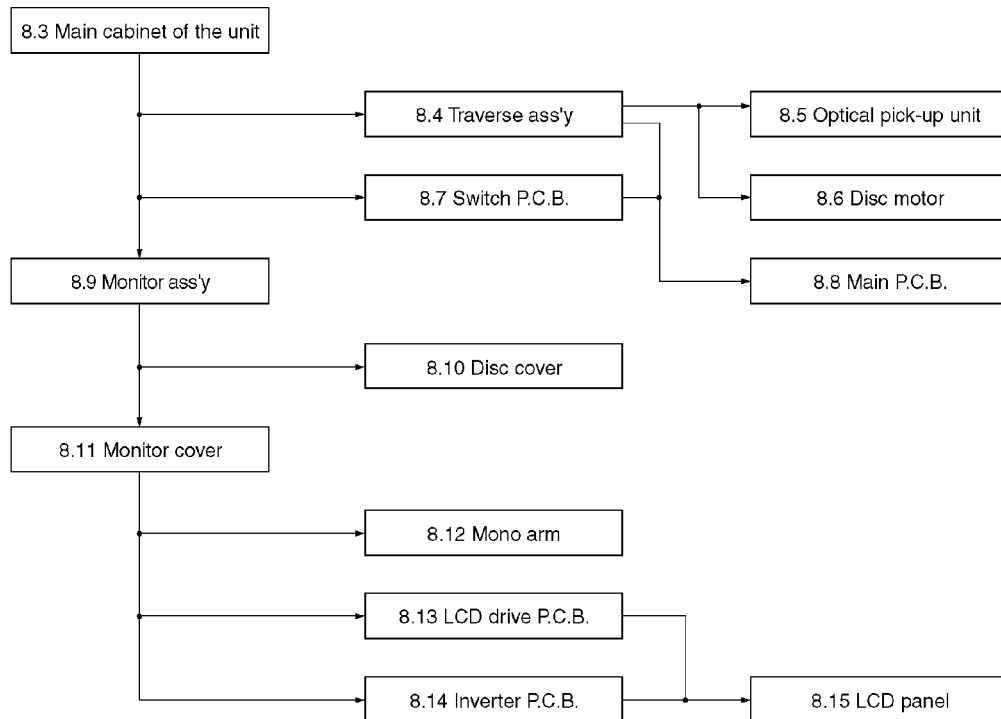 8.3 Main cabinet of the unit
8.4 Traverse ass'y
8.5 Optical pick-up unit
8.7 Switch P.C.B.
8.6 Disc motor
8.9 Monitor ass'y
8.8 Main P.C.B.
8.10 Disc cover
8.11 Monitor cover
8.12 Mono arm
8.13 LCD drive P.C.B.
8.14 Inverter P.C.B.
8.15 LCD panel